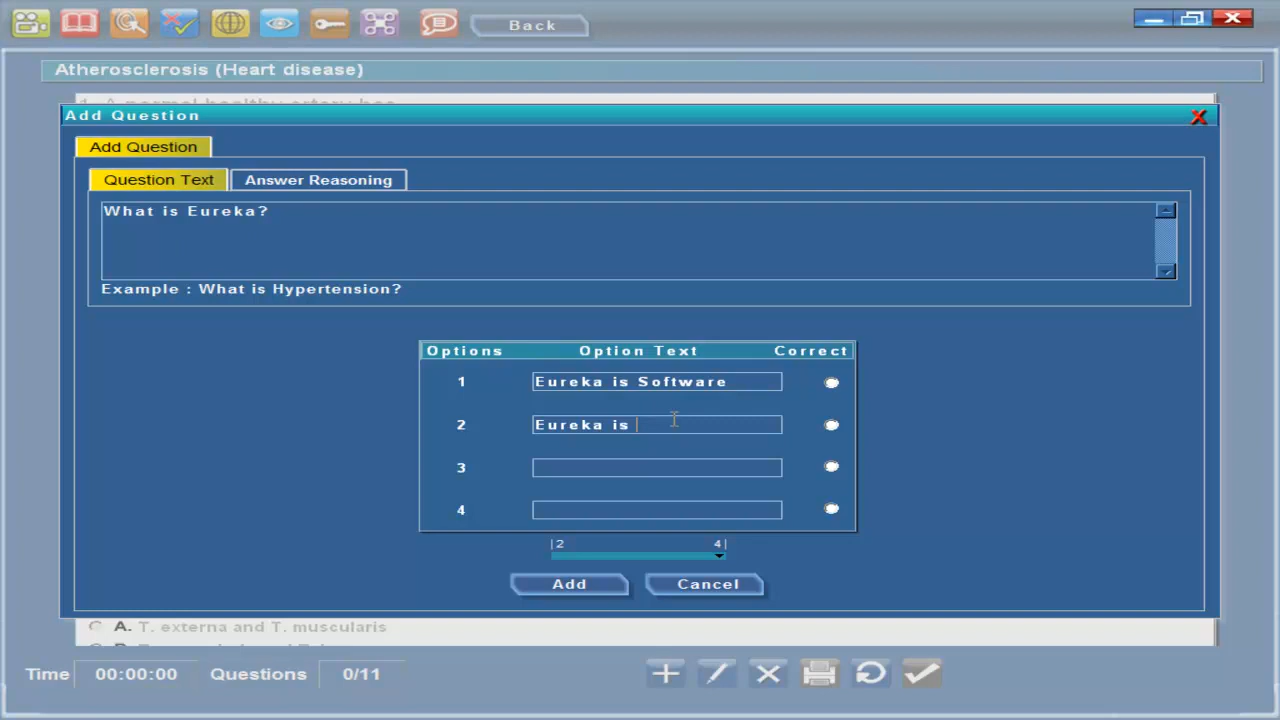 Back
Atherosclerosis (Heart disease)
Add Question
Add Question
Question Text
Answer Reasoning
What is Eureka?
Example : What is Hypertension?
Options Option Text Correct
1 Eureka is Software
2 Eureka is
3
4
|2 4|
Add Cancel
A. T. externa and T. muscularis
Time 00:00:00 Questions 0/11